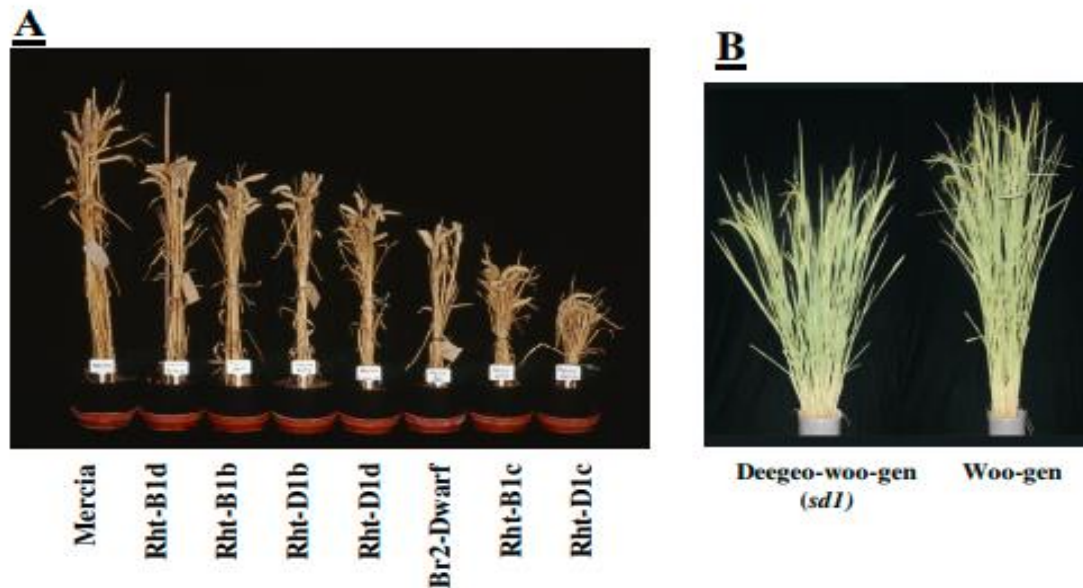 A
Mercia
Rht-B1d
Rht-B1b
Rht-D1b
Rht-D1d
Br2-Dwarf
Rht-B1c
Rht-D1c
B
Deegeo-woo-gen
(sd1)
Woo-gen